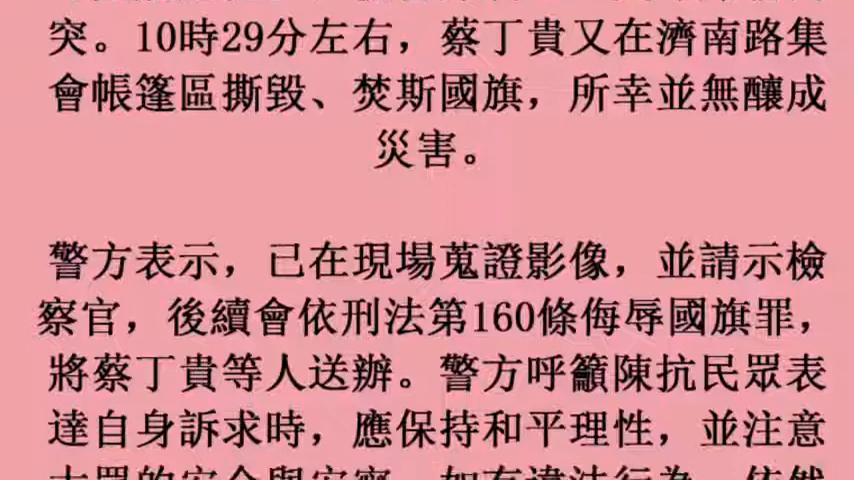 突。10時29分左右，蔡丁貴又在濟南路集
會帳篷區撕毀、焚斯國旗，所幸並無釀成
災害。
警方表示，已在現場蒐證影像，並請示檢
察官，後續會依刑法第160條侮辱國旗罪，
將蔡丁貴等人送辦。警方呼籲陳抗民眾表
達自身訴求時，應保持和平理性，並注意